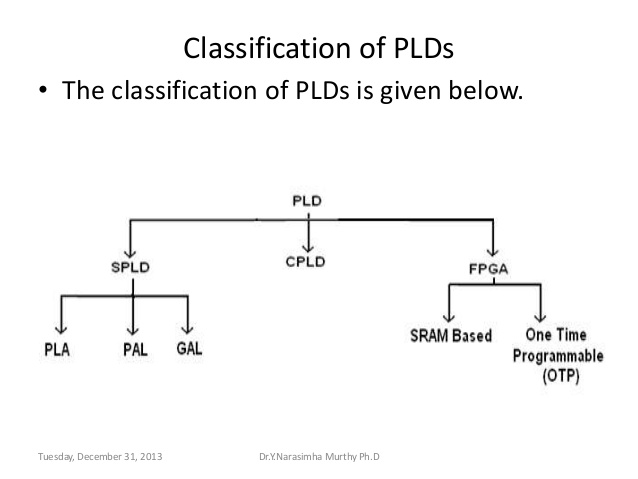 Classification of PLDs
• The classification of PLDs is given below.
PLD
SPLD
CPLD
FPGA
PLA
PAL
GAL
SRAM Based
One Time
Programmable
(OTP)
Tuesday, December 31, 2013
Dr.Y.Narasimha Murthy Ph.D